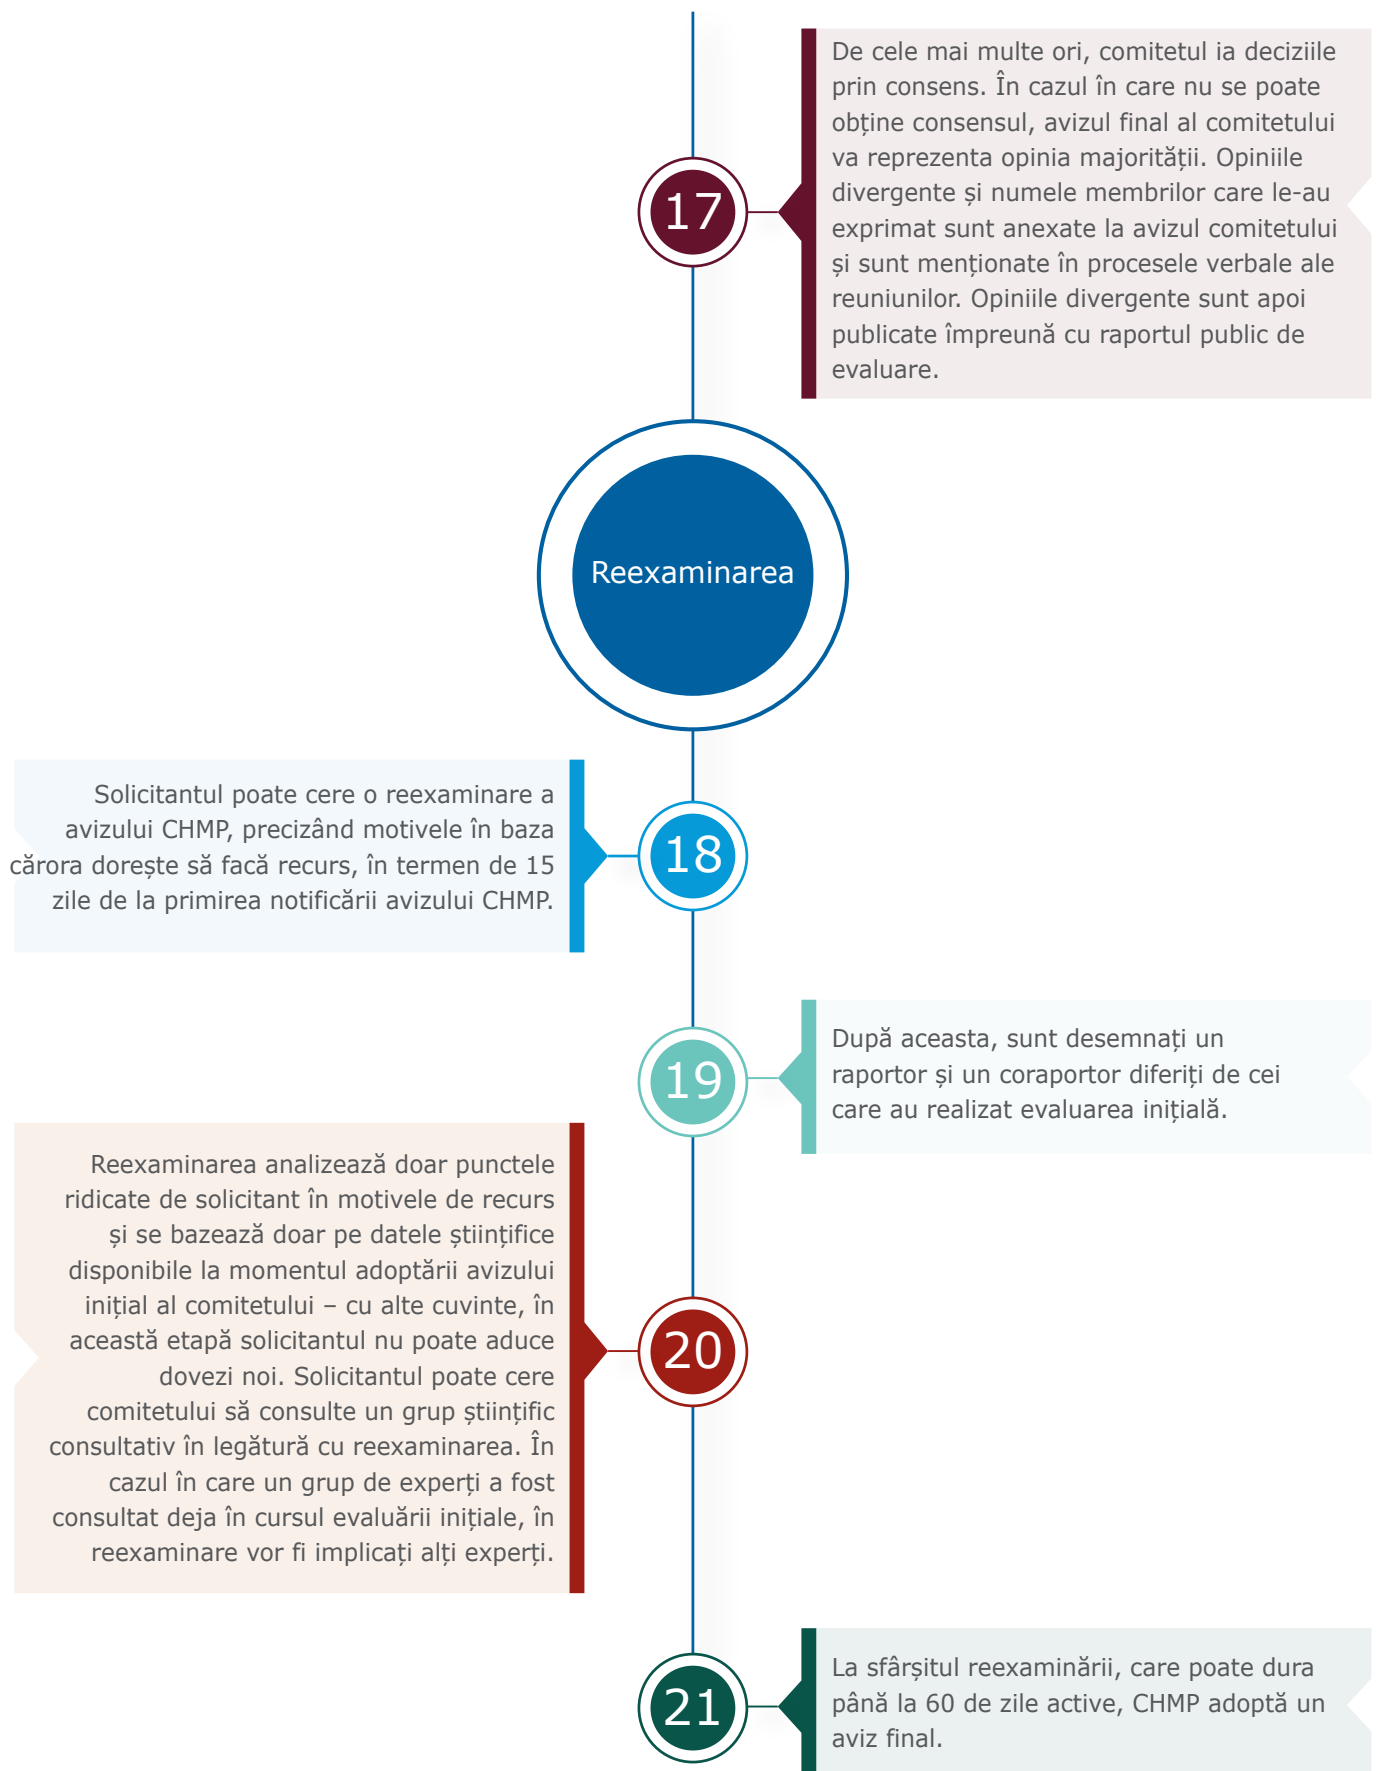 De cele mai multe ori, comitetul ia deciziile
prin consens. În cazul în care nu se poate
obține consensul, avizul final al comitetului
va reprezenta opinia majorității. Opiniile
divergente și numele membrilor care le-au
exprimat sunt anexate la avizul comitetului
și sunt menționate în procesele verbale ale
reuniunilor. Opiniile divergente sunt apoi
publicate împreună cu raportul public de
evaluare.
17
Reexaminarea
Solicitantul poate cere o reexaminare a
avizului CHMP, precizând motivele în baza
cărora dorește să facă recurs, în termen de 15
zile de la primirea notificării avizului CHMP.
18
După aceasta, sunt desemnați un
raportor și un coraportor diferiți de cei
care au realizat evaluarea inițială.
19
Reexaminarea analizează doar punctele
ridicate de solicitant în motivele de recurs
și se bazează doar pe datele științifice
disponibile la momentul adoptării avizului
inițial al comitetului – cu alte cuvinte, în
această etapă solicitantul nu poate aduce
dovezi noi. Solicitantul poate cere
comitetului să consulte un grup științific
consultativ în legătură cu reexaminarea. În
cazul în care un grup de experți a fost
consultat deja în cursul evaluării inițiale, în
reexaminare vor fi implicați alți experți.
20
La sfârșitul reexaminării, care poate dura
până la 60 de zile active, CHMP adoptă un
aviz final.
21